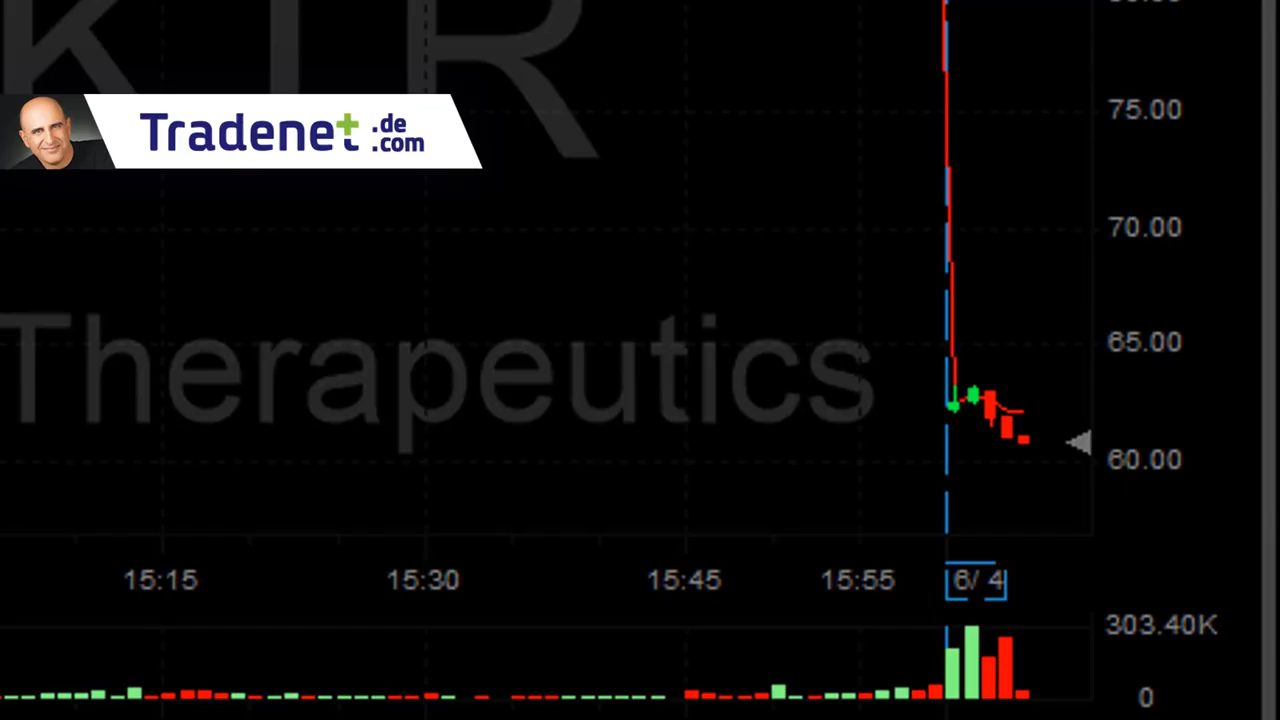 KTR
75.00
Tradenet .de
.com
70.00
Therapeutics
65.00
60.00
15:15 15:30 15:45 15:55 6/ 4
303.40K
0